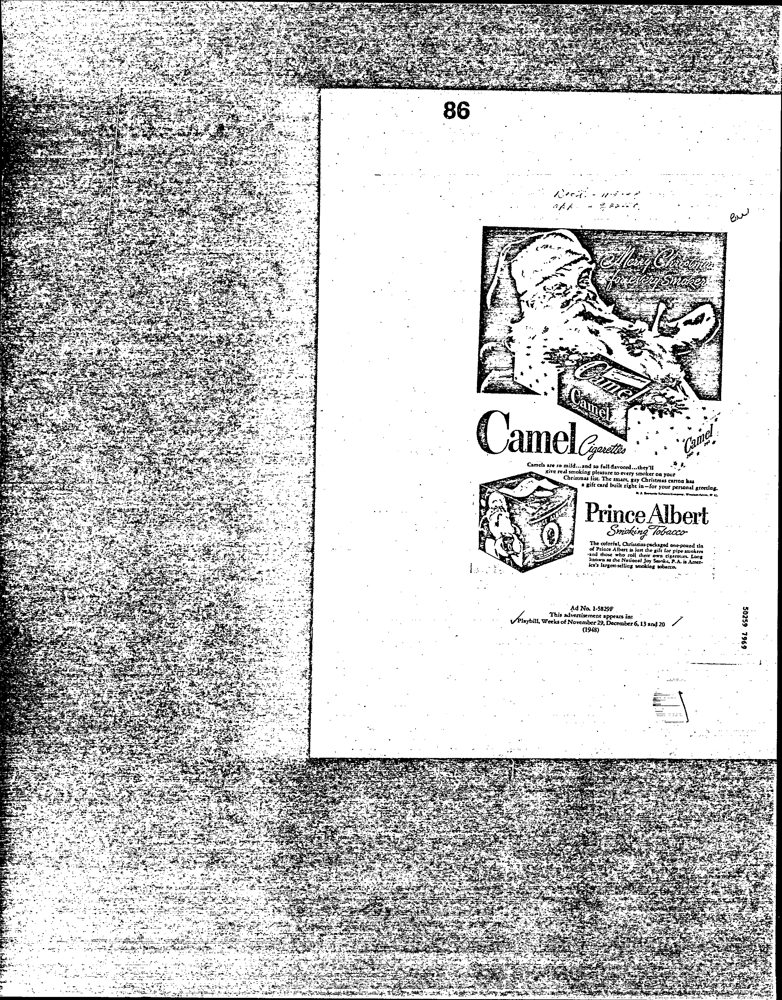 86
BW
Merry Christmas
for every smoker
Camel
Camel
Camel
Camel Cigarettes
Camels are so mild...and so full-flavored...they'll
give real smoking pleasure to every smoker on your
Christmas list. The smart, gay Christmas carton has
a gift card built right in—for your personal greeting.
Prince Albert
Smoking Tobacco
The colorful, Christmas-packaged one-pound tin
of Prince Albert is just the gift for pipe smokers
and those who roll their own cigarettes. Long
known as the National Joy Smoke, P.A. is Amer-
ica's largest-selling smoking tobacco.
Ad No. 1-5829F
This advertisement appears in:
Playbill, Weeks of November 29, December 6, 13 and 20
(1948)
50259 7969